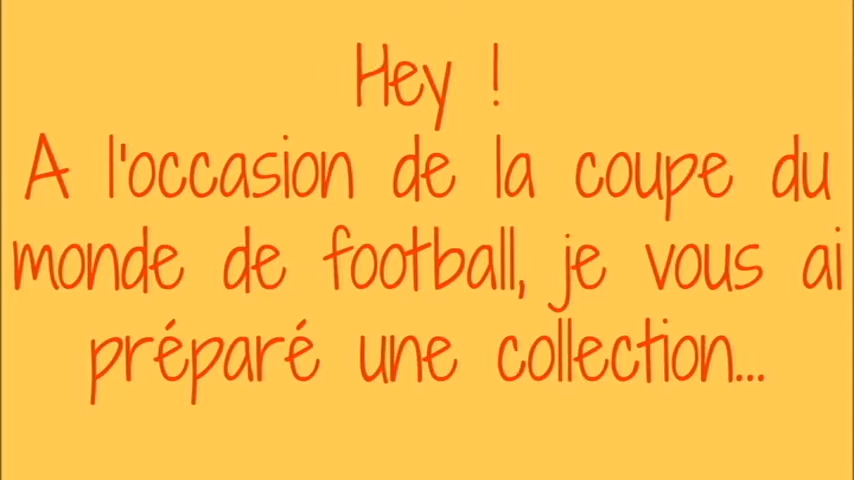 Hey !
A l'occasion de la coupe du
monde de football, je vous ai
préparé une collection...